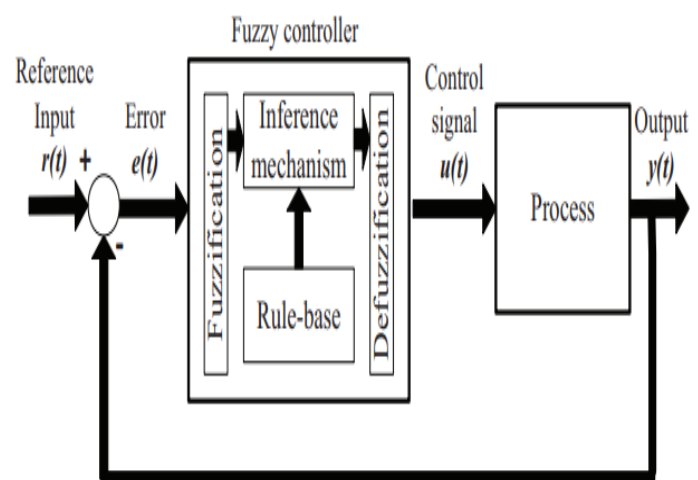 Fuzzy controller
Reference
Input
r(t) +
Error
e(t)
-
Fuzzification
Inference
mechanism
Rule-base
Defuzzification
Control
signal
u(t)
Process
Output
y(t)